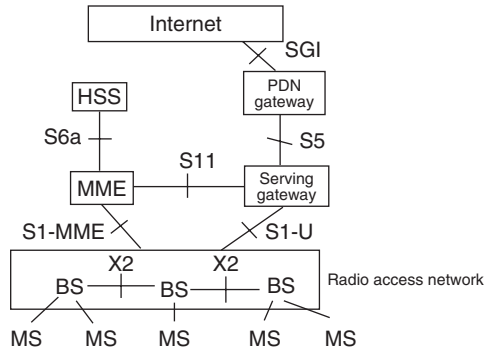 Internet
SGI
PDN
gateway
HSS
S6a
S5
S11
MME
Serving
gateway
S1-MME
S1-U
X2 X2
BS BS BS
Radio access network
MS MS MS MS MS